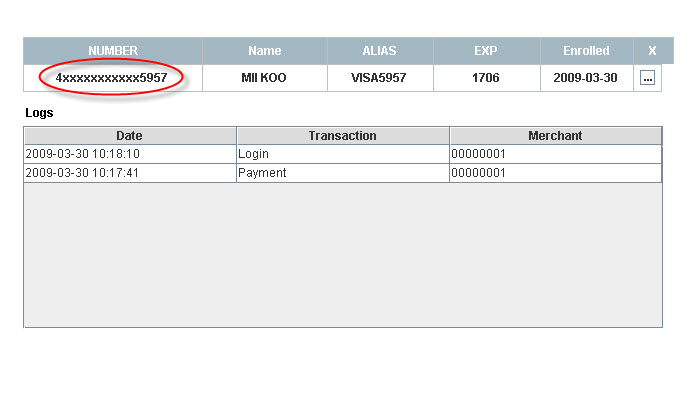 NUMBER Name ALIAS EXP Enrolled X
4xxxxxxxxxxx5957 MII KOO VISA5957 1706 2009-03-30 ...
Logs
Date Transaction Merchant
2009-03-30 10:18:10 Login 00000001
2009-03-30 10:17:41 Payment 00000001